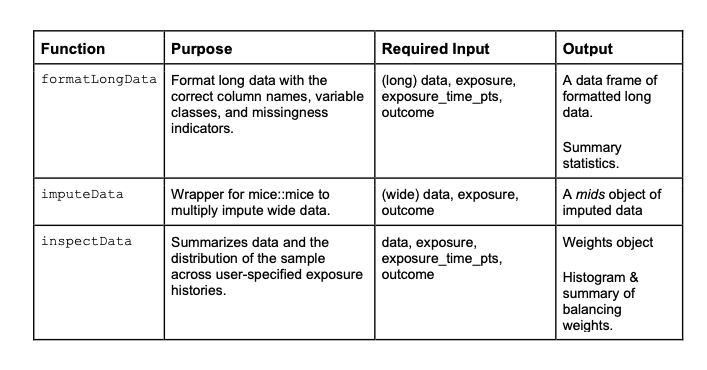 Function Purpose Required Input Output
formatLongData
Format long data with the
correct column names, variable
classes, and missingness
indicators.
(long) data, exposure,
exposure_time_pts,
outcome
A data frame of
formatted long
data.
Summary
statistics.
imputeData
Wrapper for mice::mice to
multiply impute wide data.
(wide) data, exposure,
outcome
A mids object of
imputed data
inspectData
Summarizes data and the
distribution of the sample
across user-specified exposure
histories.
data, exposure,
exposure_time_pts,
outcome
Weights object
Histogram &
summary of
balancing
weights.